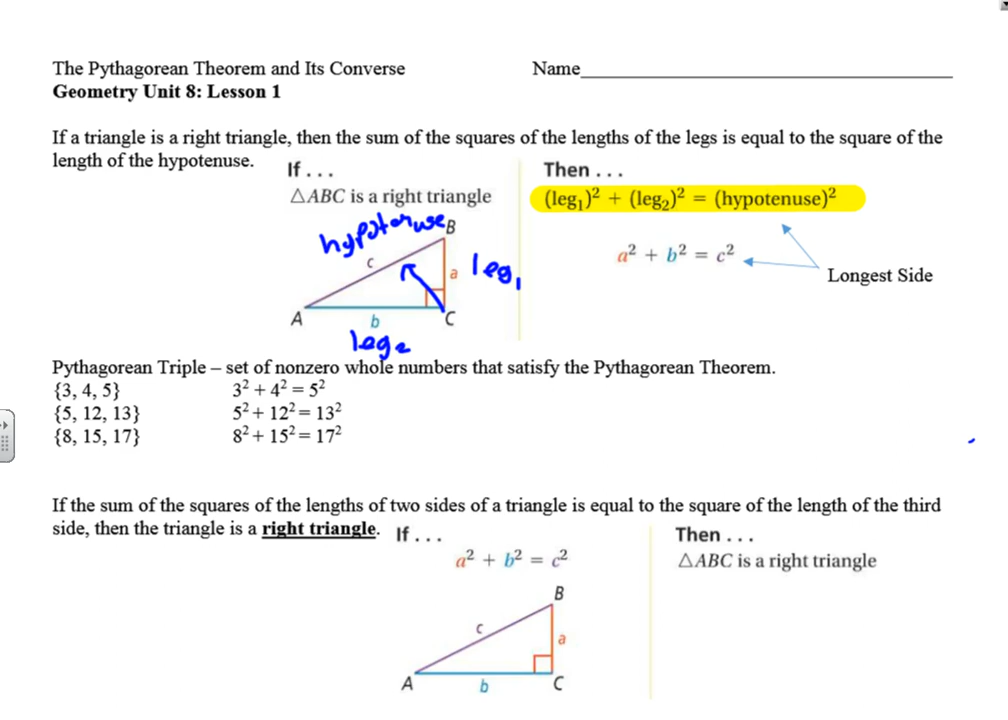 The Pythagorean Theorem and Its Converse Name
Geometry Unit 8: Lesson 1
If a triangle is a right triangle, then the sum of the squares of the lengths of the legs is equal to the square of the
length of the hypotenuse.
If . . .
△ABC is a right triangle
hypotenuse
B
c
a
leg₁
A
b
C
leg₂
Then . . .
(leg₁)² + (leg₂)² = (hypotenuse)²
a² + b² = c²
Longest Side
Pythagorean Triple – set of nonzero whole numbers that satisfy the Pythagorean Theorem.
{3, 4, 5} 3² + 4² = 5²
{5, 12, 13} 5² + 12² = 13²
{8, 15, 17} 8² + 15² = 17²
If the sum of the squares of the lengths of two sides of a triangle is equal to the square of the length of the third
side, then the triangle is a right triangle.
If . . .
a² + b² = c²
B
c
a
A
b
C
Then . . .
△ABC is a right triangle